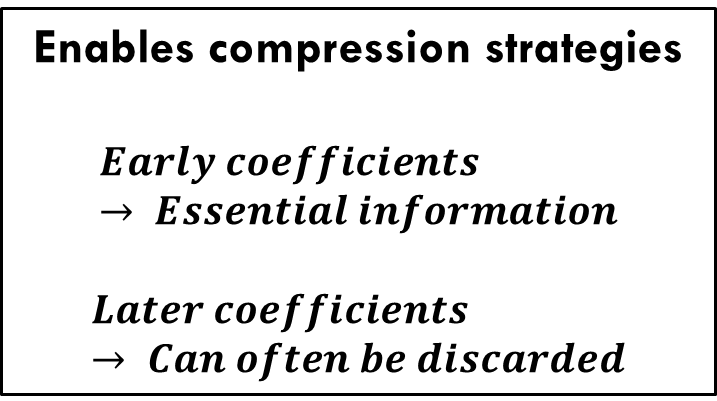 Enables compression strategies
Early coefficients
→ Essential information
Later coefficients
→ Can often be discarded